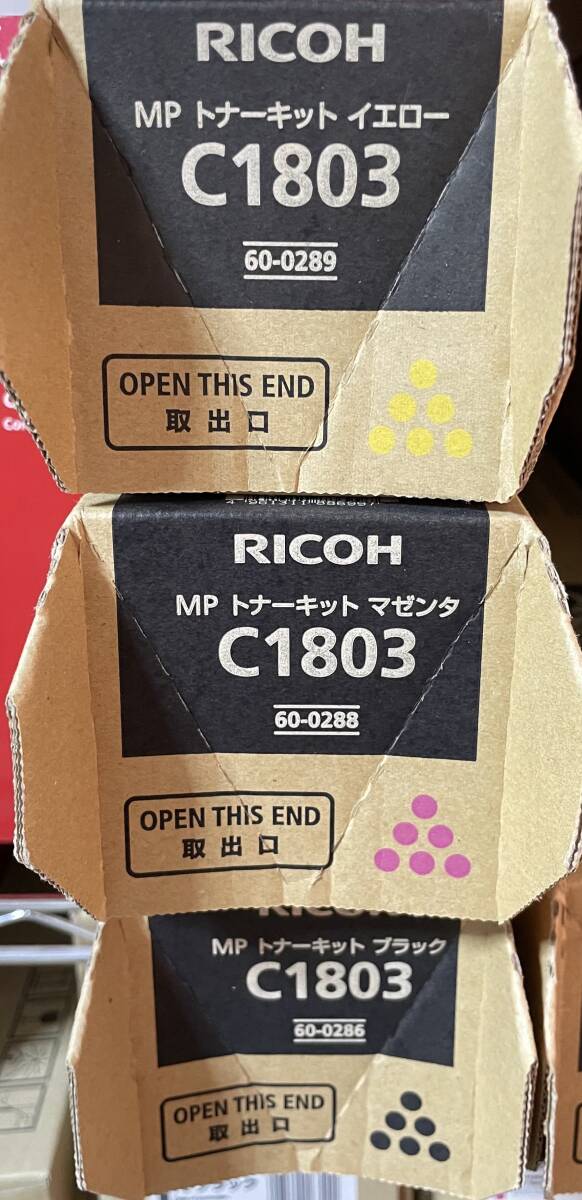 RICOH
MP トナーキット イエロー
C1803
60-0289
OPEN THIS END
取出口
RICOH
MP トナーキット マゼンタ
C1803
60-0288
OPEN THIS END
取出口
RICOH
MP トナーキット ブラック
C1803
60-0286
OPEN THIS END
取出口